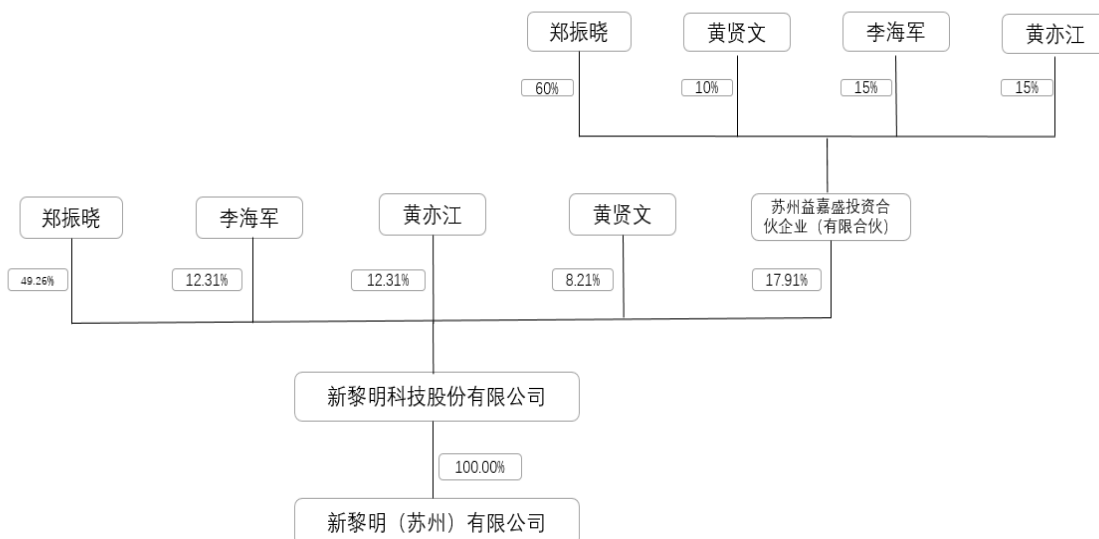 郑振晓
黄贤文
李海军
黄亦江
60%
10%
15%
15%
郑振晓
李海军
黄亦江
黄贤文
苏州益嘉盛投资合
伙企业（有限合伙）
49.26%
12.31%
12.31%
8.21%
17.91%
新黎明科技股份有限公司
100.00%
新黎明（苏州）有限公司